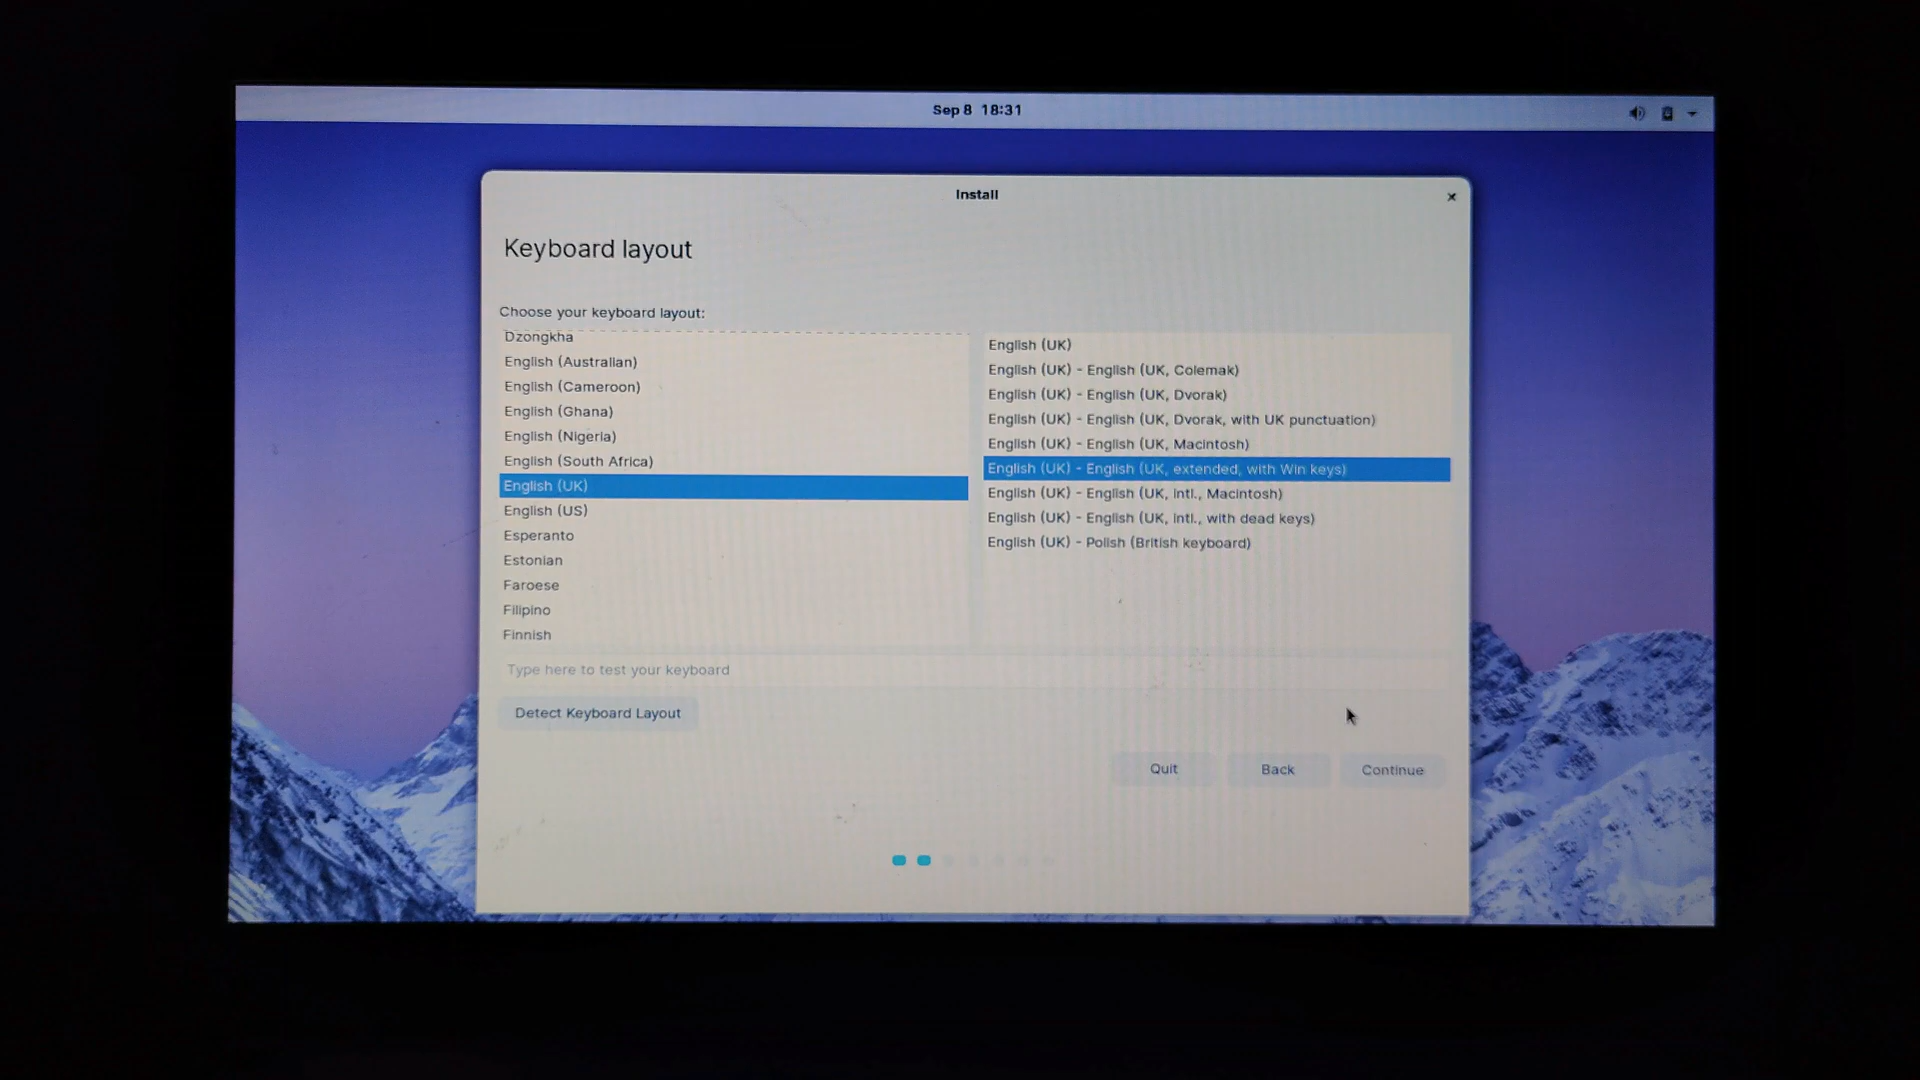 Sep 8 18:31
Install
Keyboard layout
Choose your keyboard layout:
Dzongkha
English (Australian)
English (Cameroon)
English (Ghana)
English (Nigeria)
English (South Africa)
English (UK)
English (US)
Esperanto
Estonian
Faroese
Filipino
Finnish
English (UK)
English (UK) - English (UK, Colemak)
English (UK) - English (UK, Dvorak)
English (UK) - English (UK, Dvorak, with UK punctuation)
English (UK) - English (UK, Macintosh)
English (UK) - English (UK, extended, with Win keys)
English (UK) - English (UK, intl., Macintosh)
English (UK) - English (UK, intl., with dead keys)
English (UK) - Polish (British keyboard)
Type here to test your keyboard
Detect Keyboard Layout
Quit Back Continue